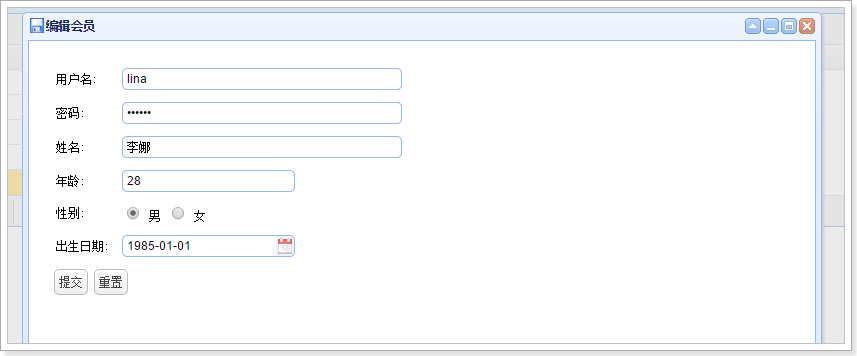 编辑会员
用户名: lina
密码: ••••••
姓名: 李娜
年龄: 28
性别: 男 女
出生日期: 1985-01-01
提交 重置